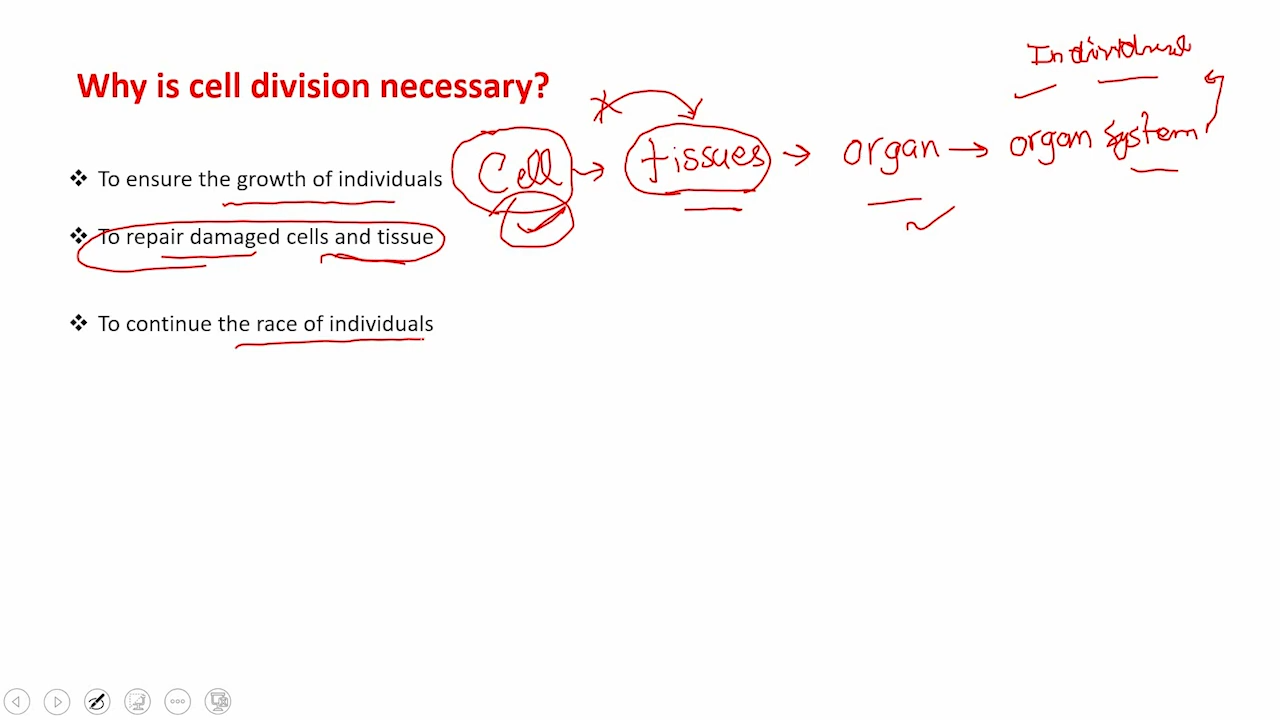 Why is cell division necessary?
Individual
Cell → tissues → organ → organ system
❖ To ensure the growth of individuals
❖ To repair damaged cells and tissue
❖ To continue the race of individuals